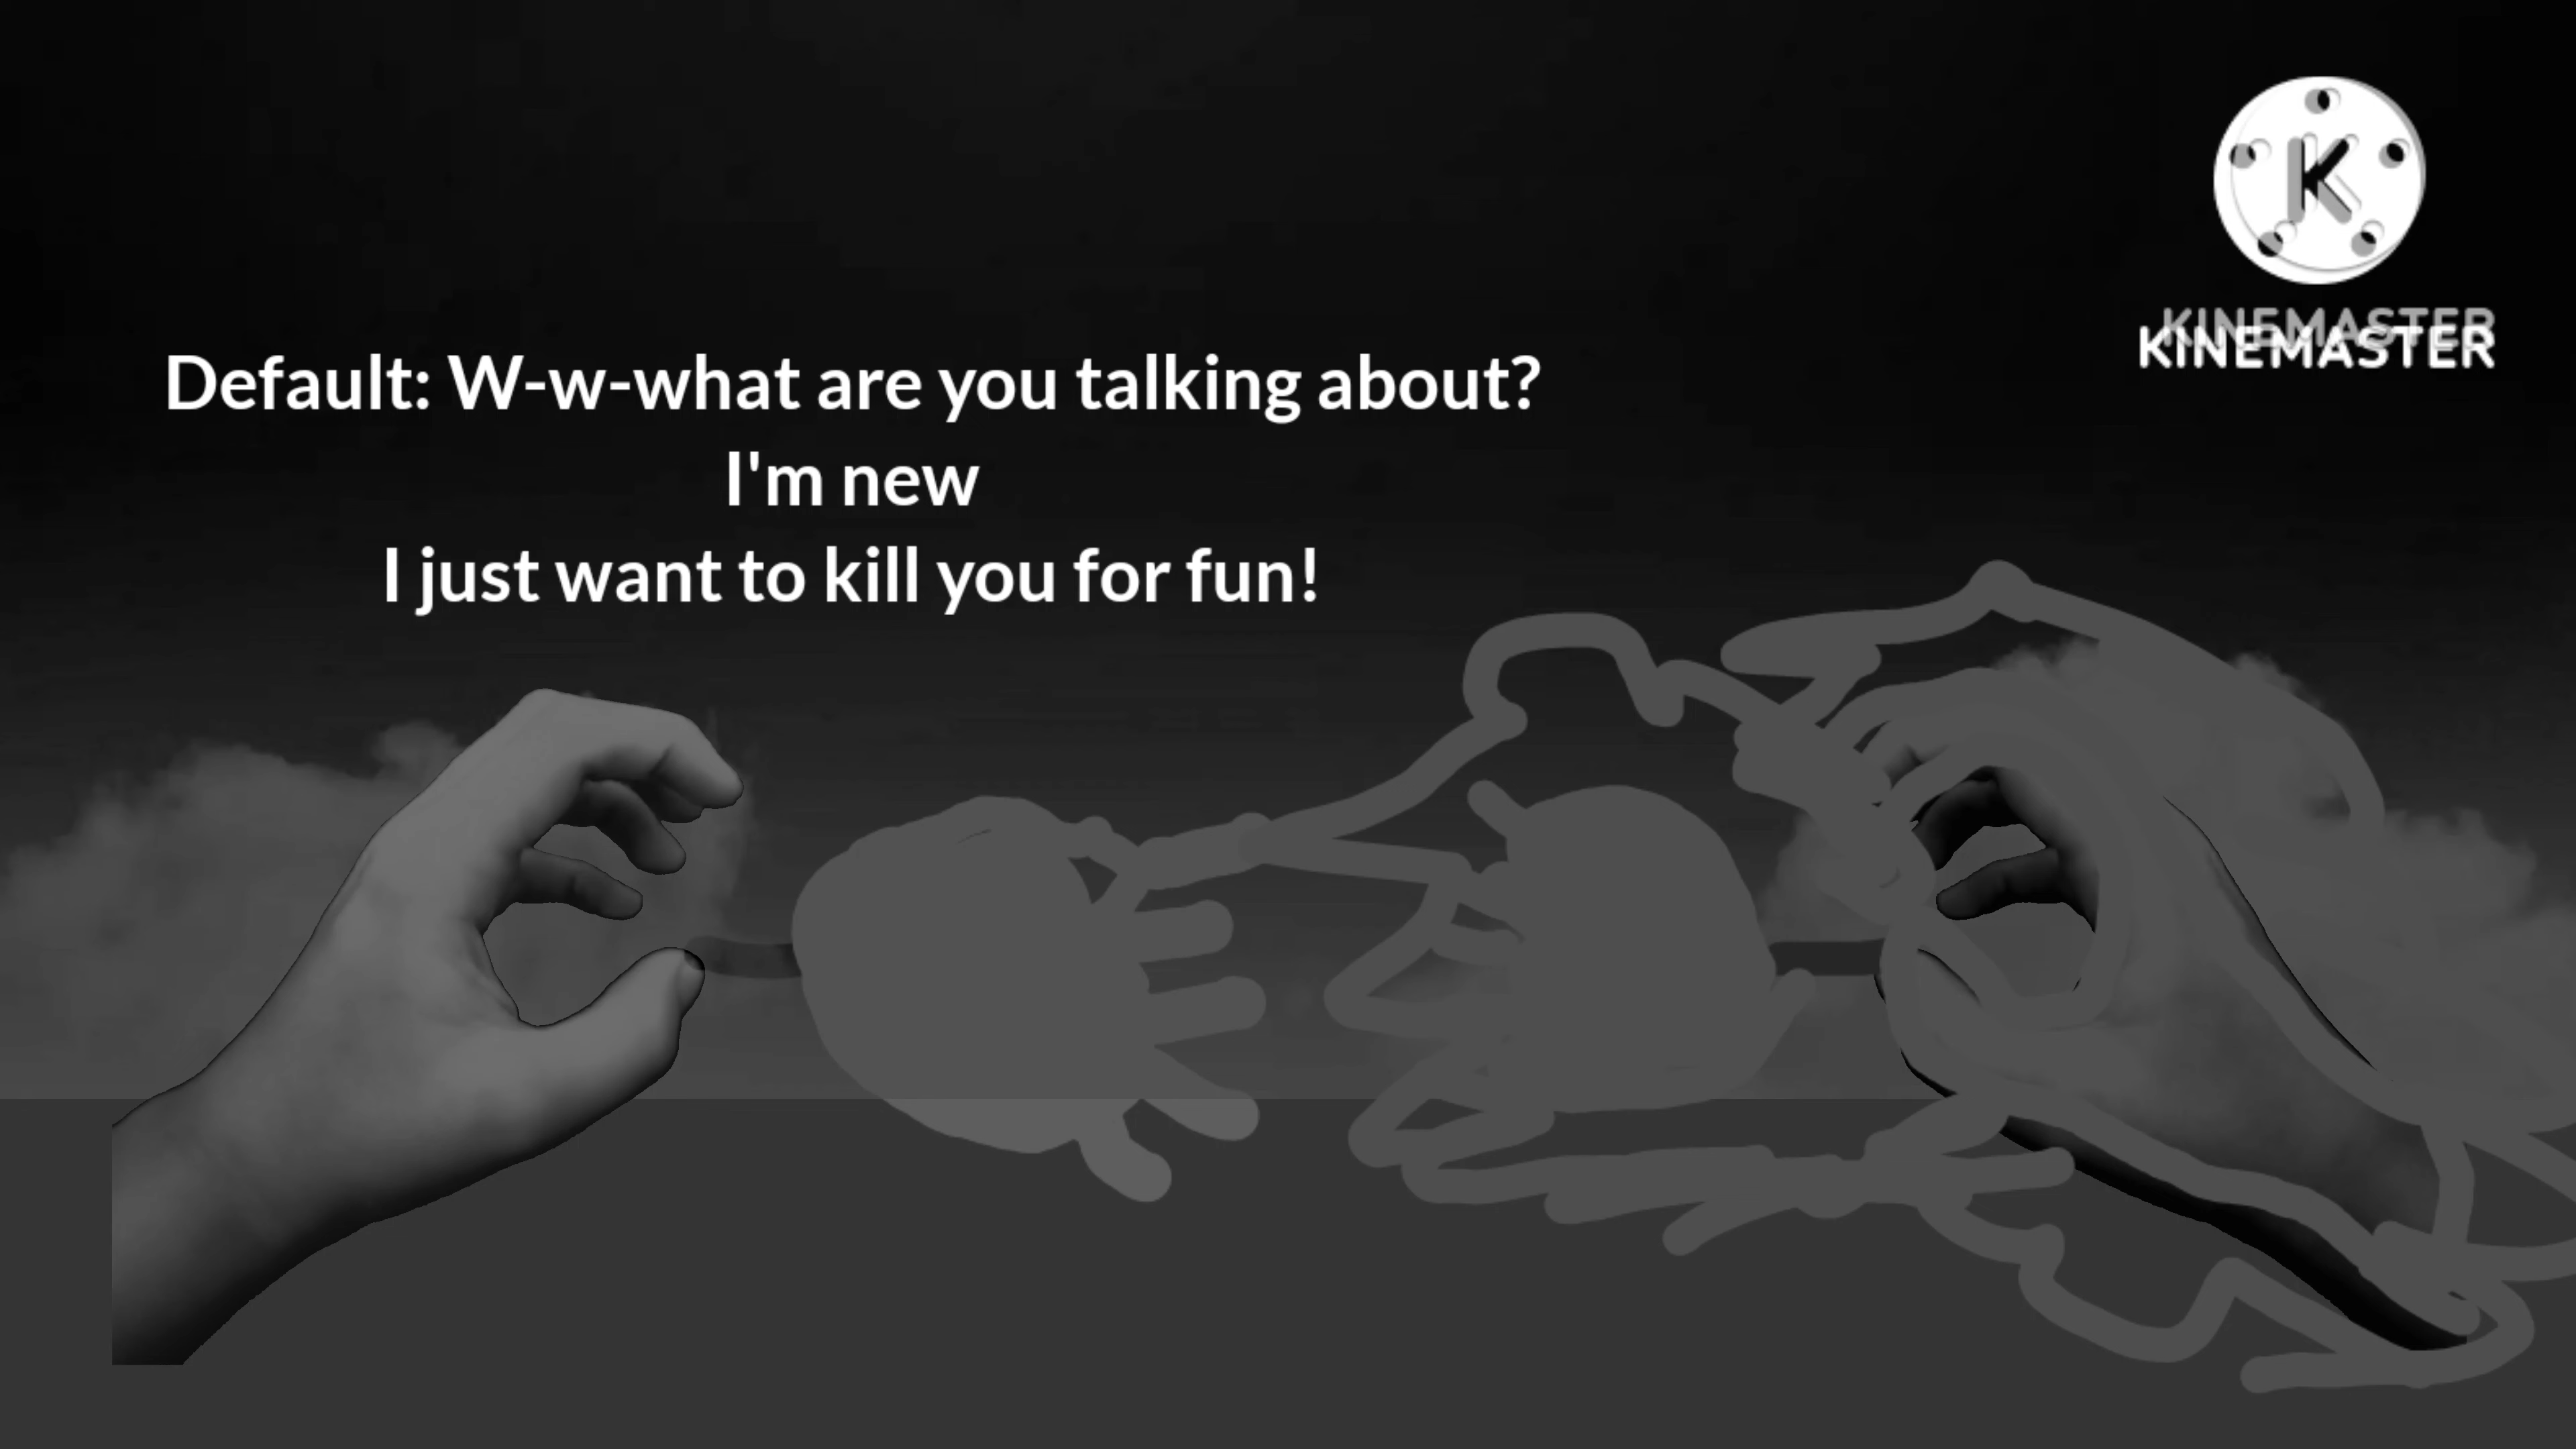 K
KINEMASTER
KINEMASTER
Default: W-w-what are you talking about?
I'm new
I just want to kill you for fun!